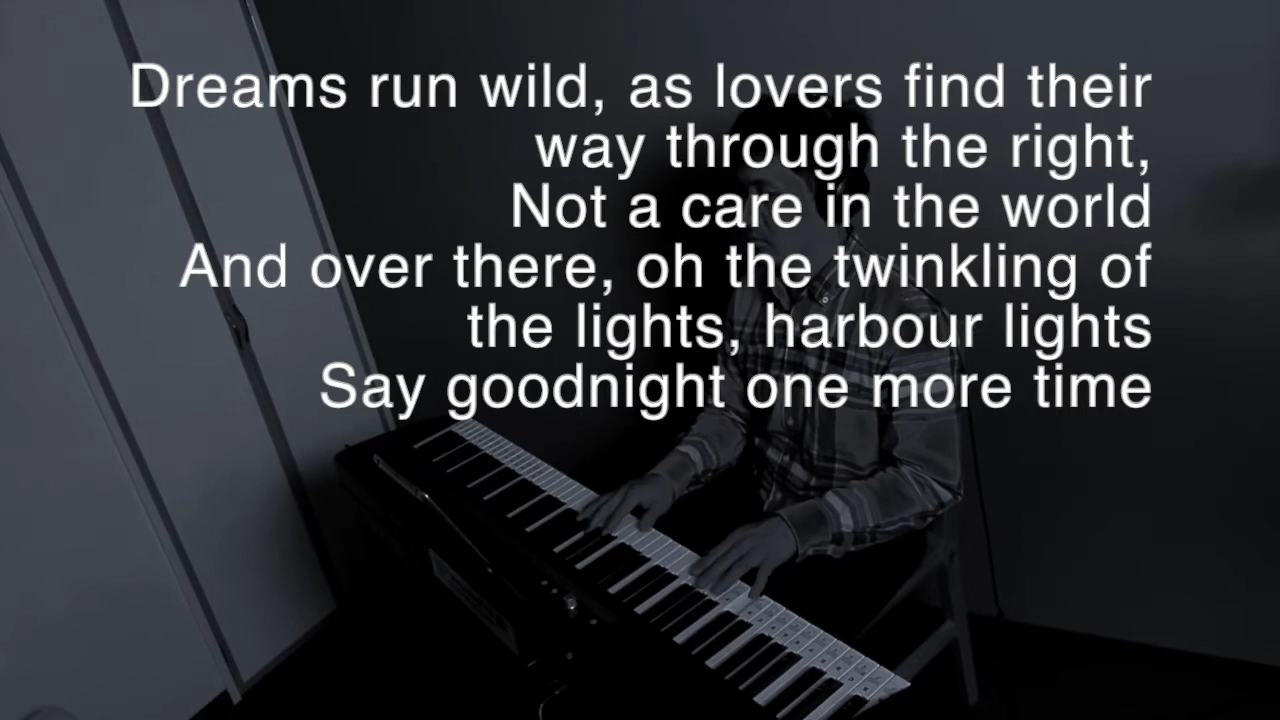 Dreams run wild, as lovers find their
way through the right,
Not a care in the world
And over there, oh the twinkling of
the lights, harbour lights
Say goodnight one more time